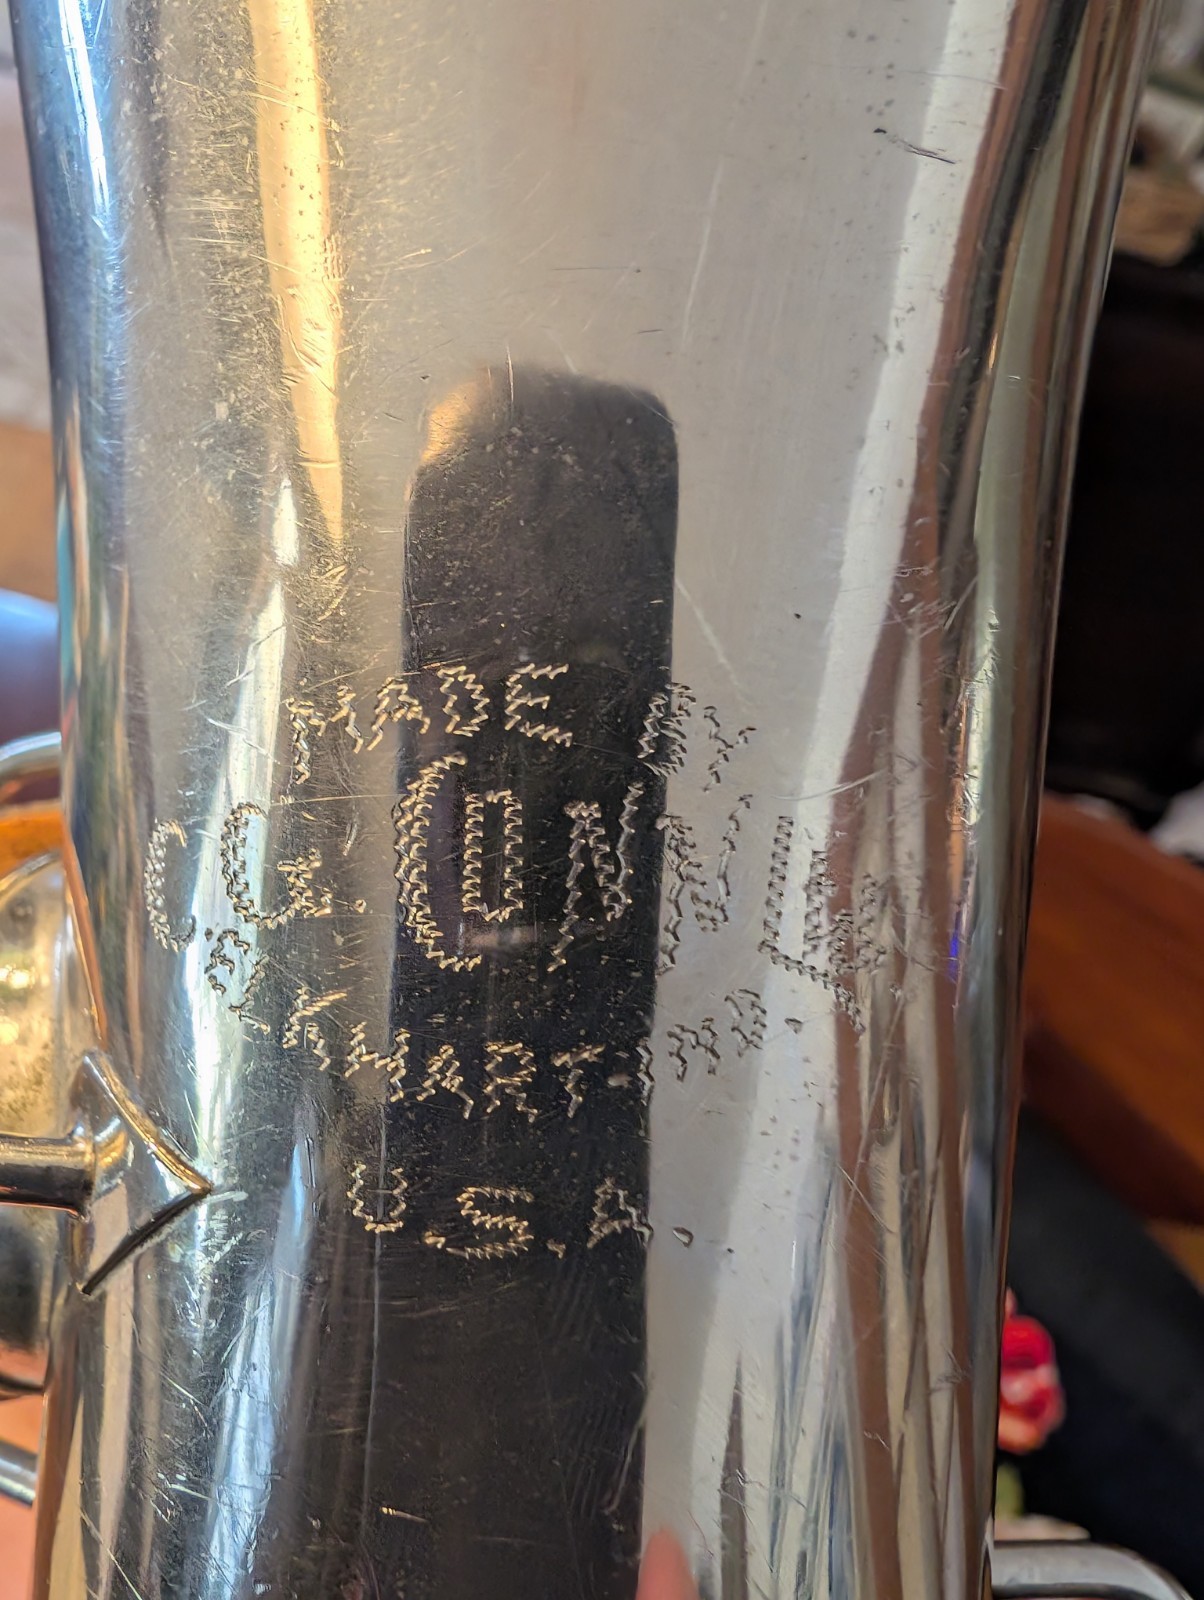 MADE BY
C.G. CONN LTD.
ELKHART-IND.
U.S.A.